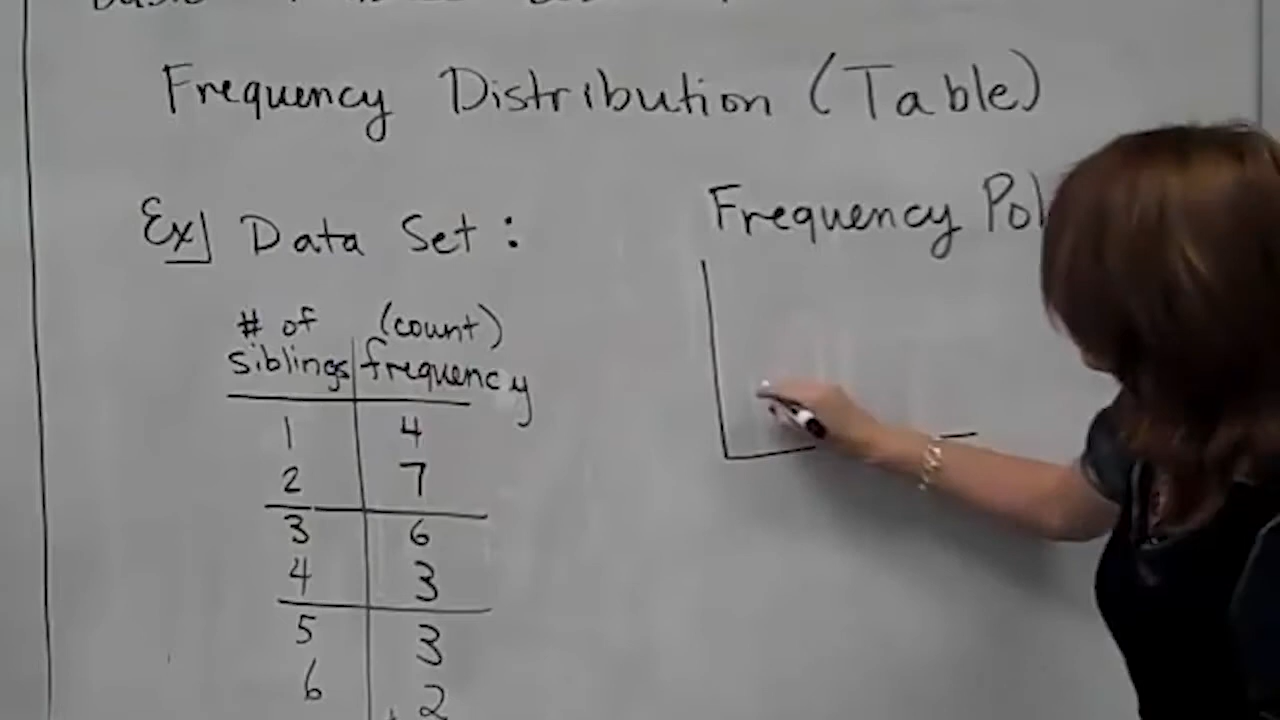 Frequency Distribution (Table)
Frequency Pol
Ex] Data Set :
# of siblings (count) frequency
1 4
2 7
3 6
4 3
5 3
6 2